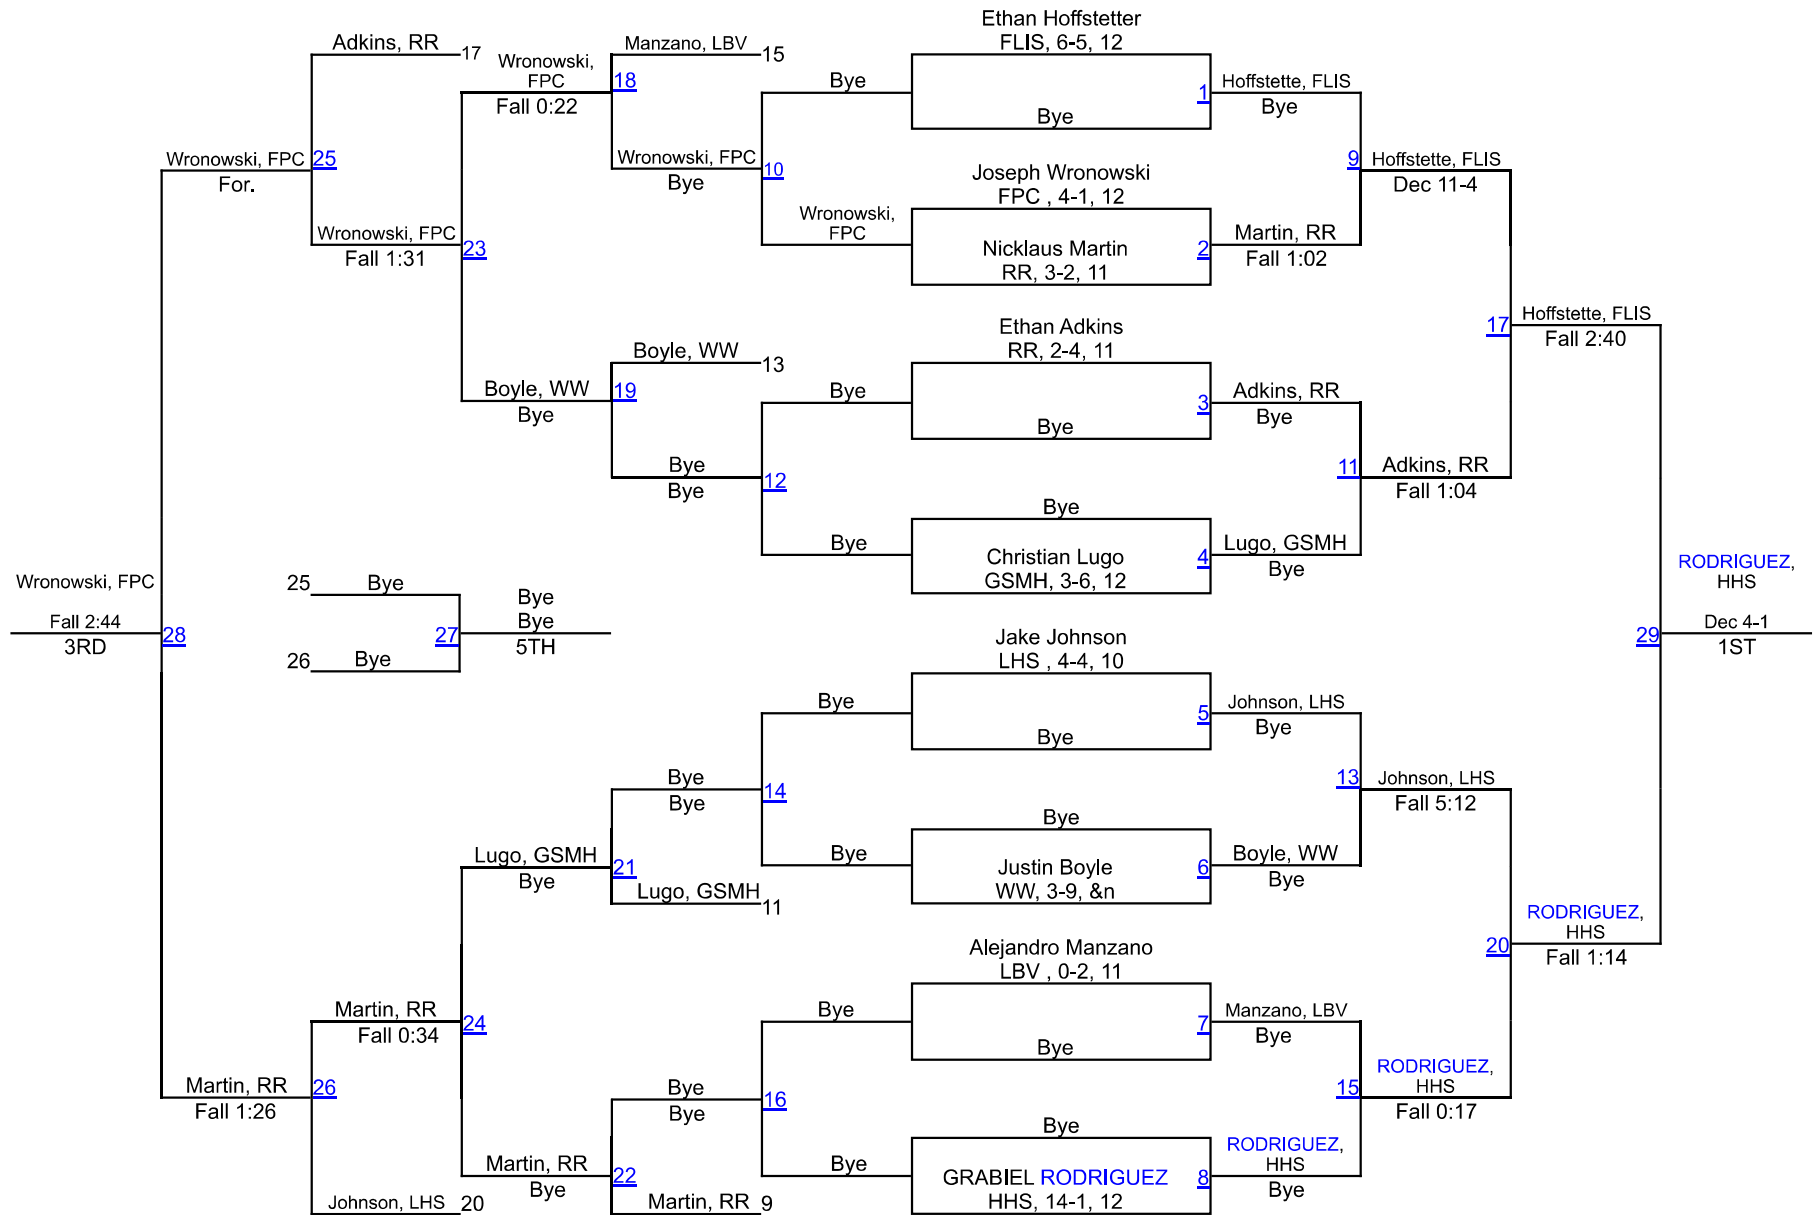 Ethan Hoffstetter
FLIS, 6-5, 12
Adkins, RR
17
Wronowski,
FPC
Manzano, LBV
15
18
Fall 0:22
Bye
1
Hoffstette, FLIS
Bye
Bye
Wronowski, FPC
25
For.
Wronowski, FPC
10
Bye
Joseph Wronowski
FPC , 4-1, 12
9
Hoffstette, FLIS
Dec 11-4
Wronowski,
FPC
Wronowski, FPC
23
Fall 1:31
Nicklaus Martin
RR, 3-2, 11
2
Martin, RR
Fall 1:02
Ethan Adkins
RR, 2-4, 11
17
Hoffstette, FLIS
Fall 2:40
Boyle, WW
13
Boyle, WW
19
Bye
Bye
3
Adkins, RR
Bye
Bye
Bye
12
Bye
11
Adkins, RR
Fall 1:04
Bye
Bye
Christian Lugo
GSMH, 3-6, 12
4
Lugo, GSMH
Bye
Wronowski, FPC
25
Bye
Bye
RODRIGUEZ,
HHS
Fall 2:44
28
3RD
27
Bye
5TH
26
Bye
Jake Johnson
LHS , 4-4, 10
29
Dec 4-1
1ST
Bye
5
Johnson, LHS
Bye
Bye
Bye
14
Bye
13
Johnson, LHS
Fall 5:12
Bye
Lugo, GSMH
21
Bye
Bye
Justin Boyle
WW, 3-9, &n
6
Boyle, WW
Bye
Lugo, GSMH
11
Alejandro Manzano
LBV , 0-2, 11
20
RODRIGUEZ,
HHS
Fall 1:14
Martin, RR
24
Fall 0:34
Bye
7
Manzano, LBV
Bye
Bye
Martin, RR
26
Fall 1:26
Bye
16
Bye
15
RODRIGUEZ,
HHS
Fall 0:17
Bye
Martin, RR
22
Bye
Bye
GRABIEL RODRIGUEZ
HHS, 14-1, 12
8
RODRIGUEZ,
HHS
Bye
Johnson, LHS
20
Martin, RR
9